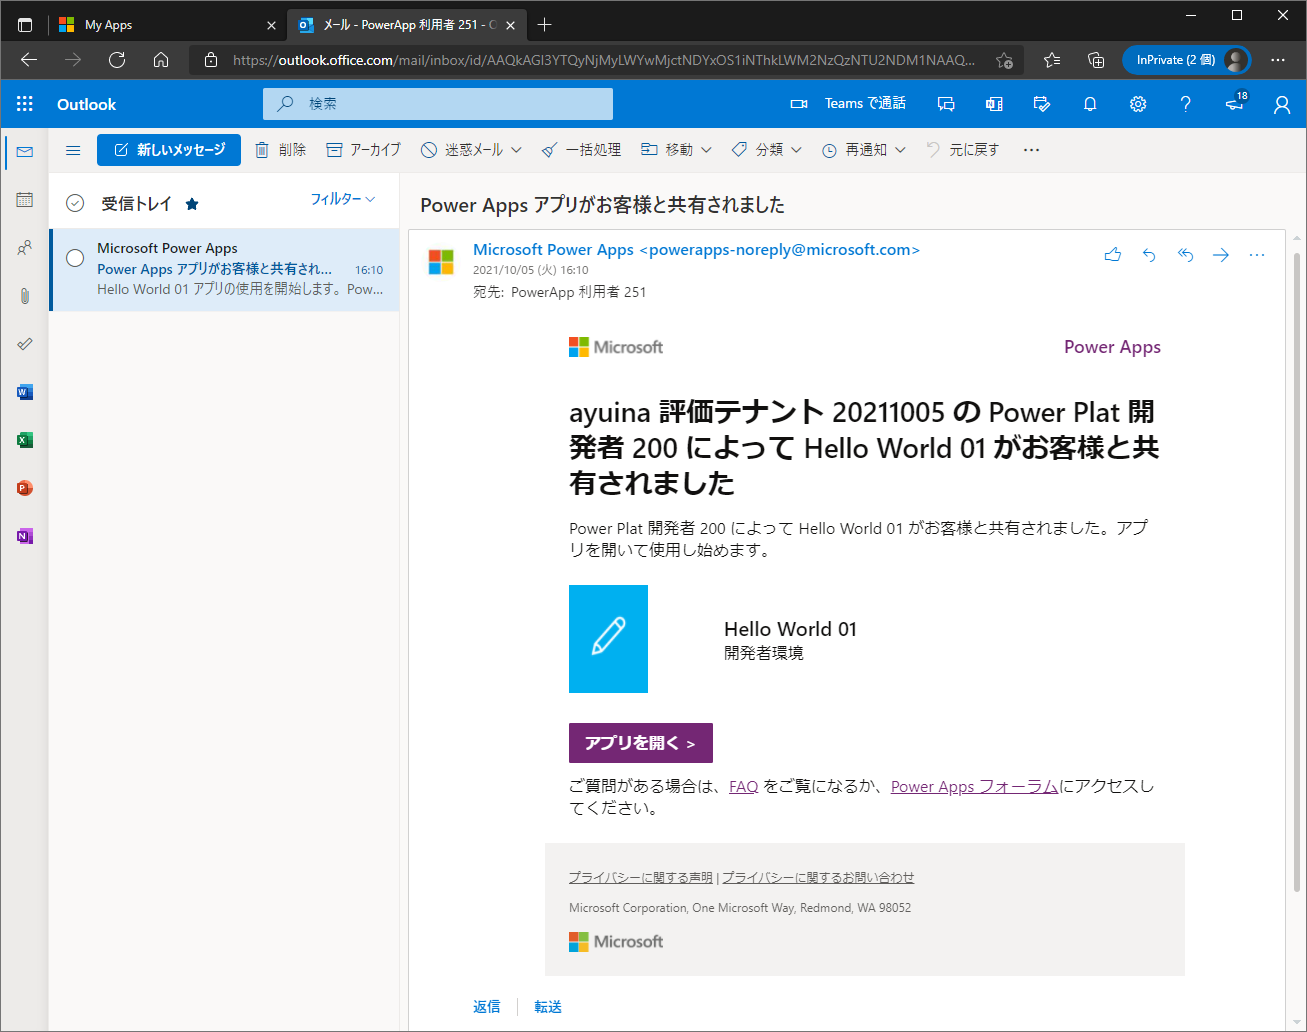 My Apps
メール - PowerApp 利用者 251 - O
https://outlook.office.com/mail/inbox/id/AAQkAGI3YTQyNjMyLWYwMjctNDYxOS1iNThkLWM2NzQzNTU2NDM1NAAQ...
InPrivate (2 個)
Outlook
検索
Teams で通話
18
新しいメッセージ
削除
アーカイブ
迷惑メール
一括処理
移動
分類
再通知
元に戻す
受信トレイ
フィルター
Microsoft Power Apps
Power Apps アプリがお客様と共有され...
16:10
Hello World 01 アプリの使用を開始します。Pow...
Power Apps アプリがお客様と共有されました
Microsoft Power Apps <powerapps-noreply@microsoft.com>
2021/10/05 (火) 16:10
宛先: PowerApp 利用者 251
Microsoft
Power Apps
ayuina 評価テナント 20211005 の Power Plat 開
発者 200 によって Hello World 01 がお客様と共
有されました
Power Plat 開発者 200 によって Hello World 01 がお客様と共有されました。アプ
リを開いて使用し始めます。
Hello World 01
開発者環境
アプリを開く >
ご質問がある場合は、FAQ をご覧になるか、Power Apps フォーラムにアクセスし
てください。
プライバシーに関する声明 | プライバシーに関するお問い合わせ
Microsoft Corporation, One Microsoft Way, Redmond, WA 98052
Microsoft
返信
転送